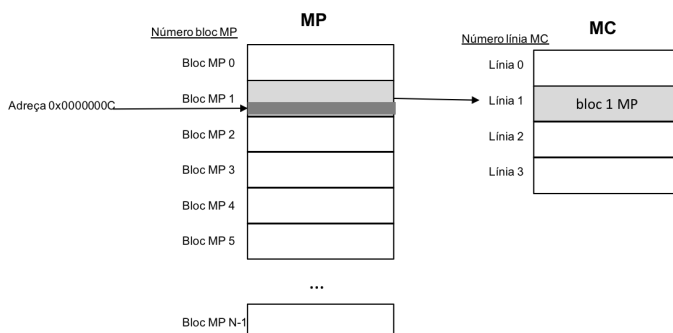 MP
Número bloc MP
Bloc MP 0
Bloc MP 1
Adreça 0x0000000C
Bloc MP 2
Bloc MP 3
Bloc MP 4
Bloc MP 5
...
Bloc MP N-1
MC
Número línia MC
Línia 0
Línia 1
bloc 1 MP
Línia 2
Línia 3